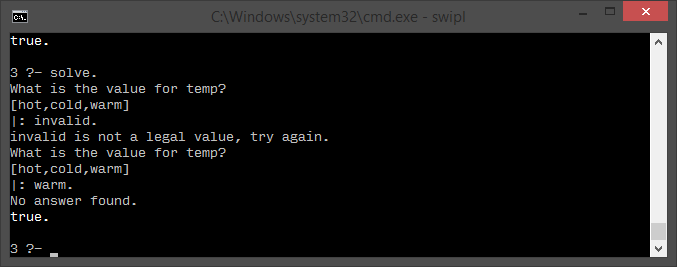 C:\Windows\system32\cmd.exe - swipl
true.
3 ?- solve.
What is the value for temp?
[hot,cold,warm]
|: invalid.
invalid is not a legal value, try again.
What is the value for temp?
[hot,cold,warm]
|: warm.
No answer found.
true.
3 ?-